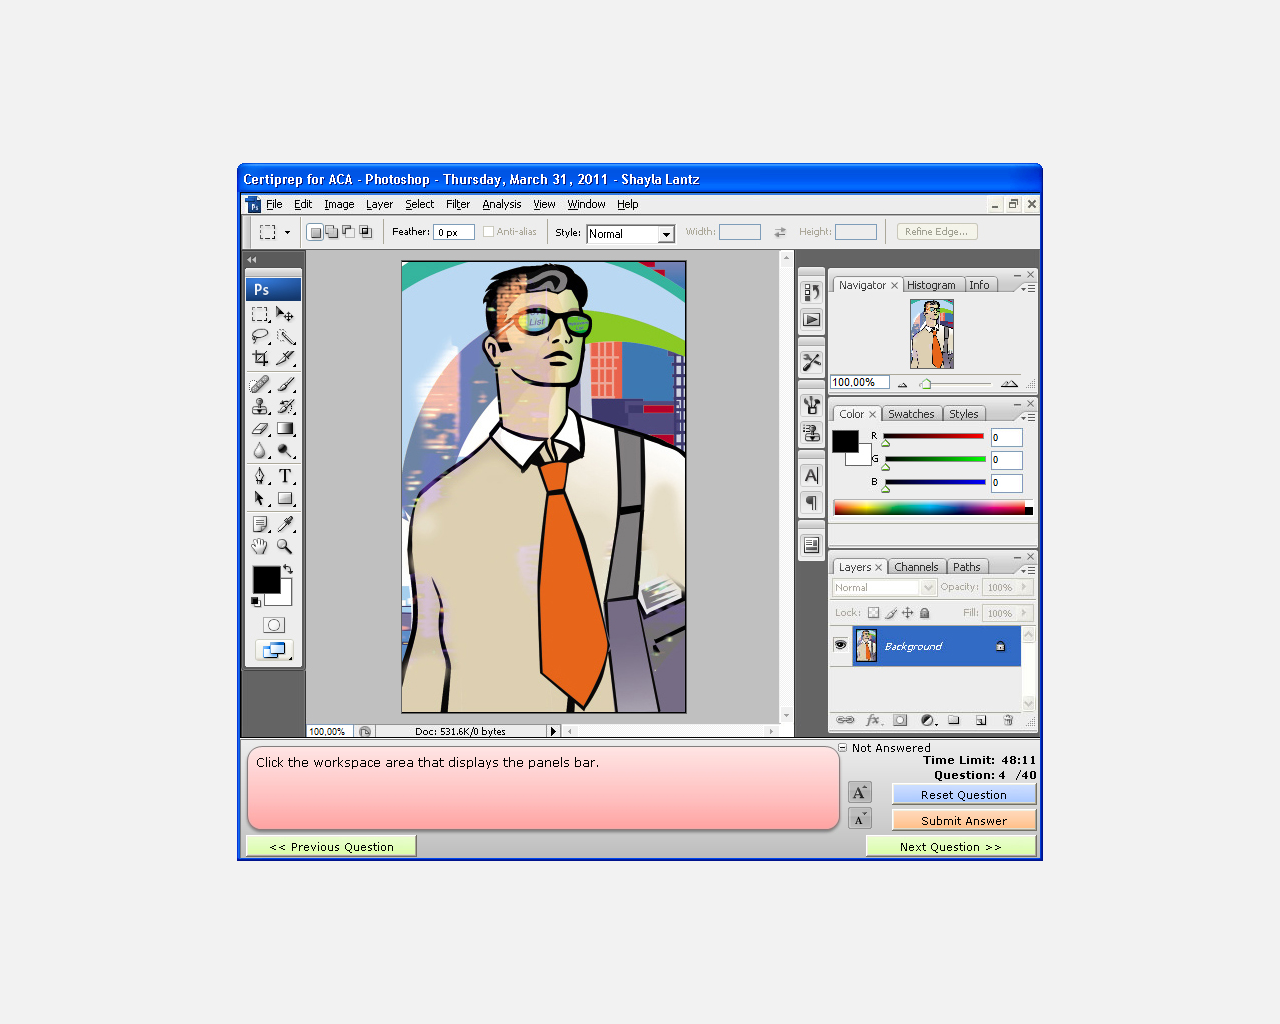 Certiprep for ACA - Photoshop - Thursday, March 31, 2011 - Shayla Lantz
Ps File Edit Image Layer Select Filter Analysis View Window Help
Feather: 0 px Anti-alias Style: Normal Width: Height: Refine Edge...
Ps
List
Navigator Histogram Info
100,00%
Color Swatches Styles
R 0
G 0
B 0
Layers Channels Paths
Normal Opacity: 100%
Lock: Fill: 100%
Background
100,00% Doc: 531.6K/0 bytes
Click the workspace area that displays the panels bar.
Not Answered
Time Limit: 48:11
Question: 4 /40
Reset Question
Submit Answer
<< Previous Question
Next Question >>